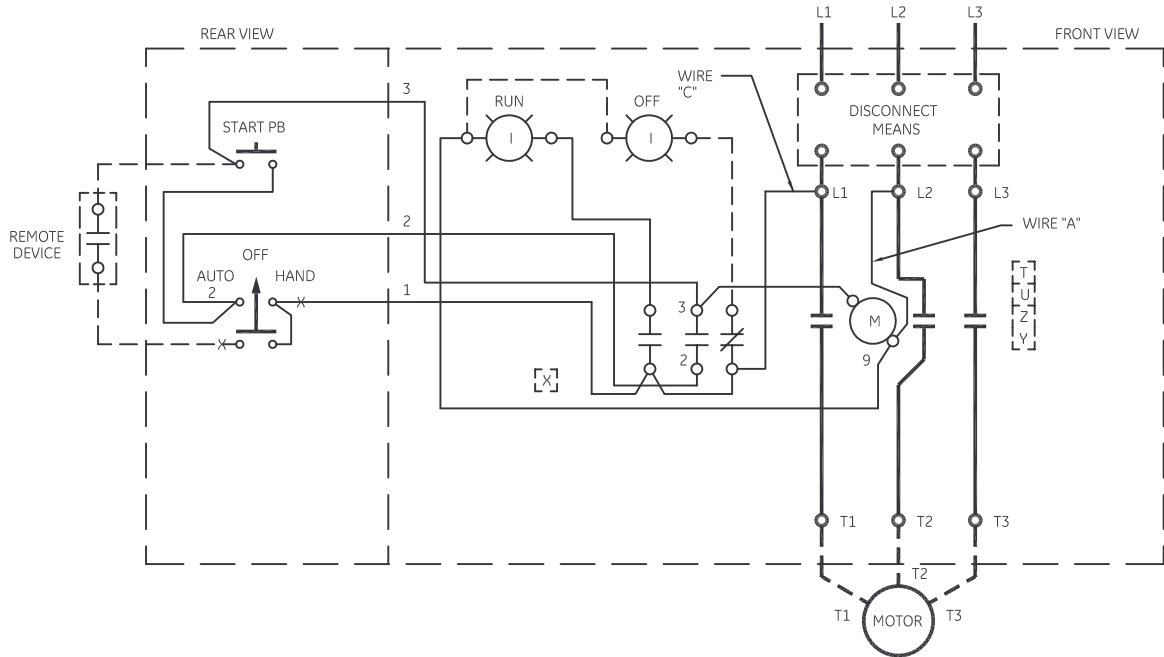 L1 L2 L3
REAR VIEW
FRONT VIEW
WIRE
"C"
3
RUN
OFF
I
I
DISCONNECT
MEANS
START PB
L1
L2
L3
REMOTE
DEVICE
2
WIRE "A"
OFF
AUTO
HAND
2
X
1
X
3
M
T
U
Z
Y
2
9
X
T1
T2
T3
T2
T1
MOTOR
T3